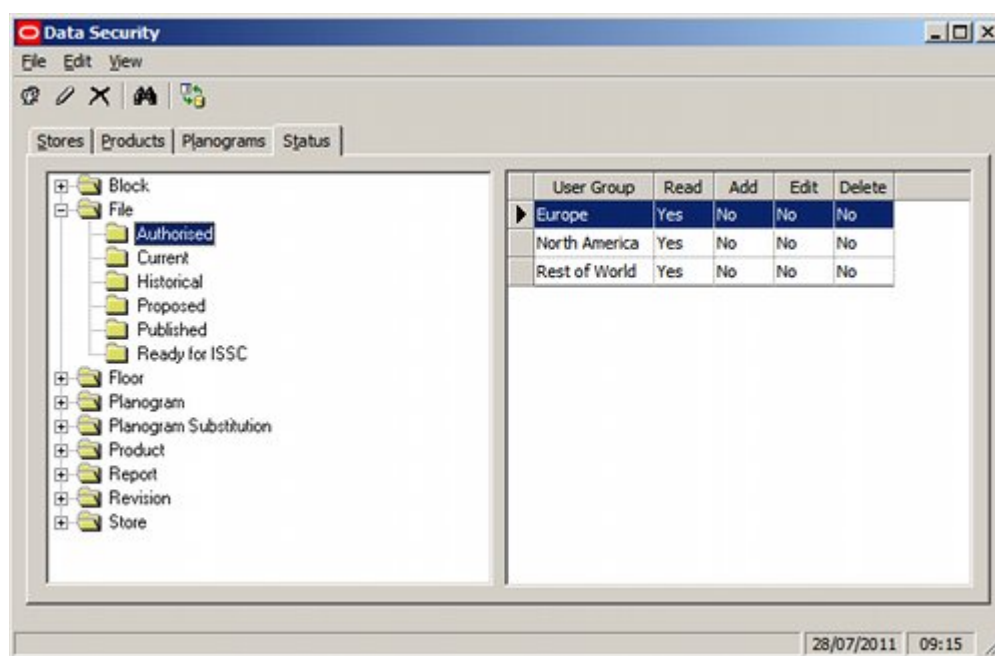 Data Security
File Edit View
Stores Products Planograms Status
Block
File
Authorised
Current
Historical
Proposed
Published
Ready for ISSC
Floor
Planogram
Planogram Substitution
Product
Report
Revision
Store
User Group Read Add Edit Delete
Europe Yes No No No
North America Yes No No No
Rest of World Yes No No No
28/07/2011 09:15